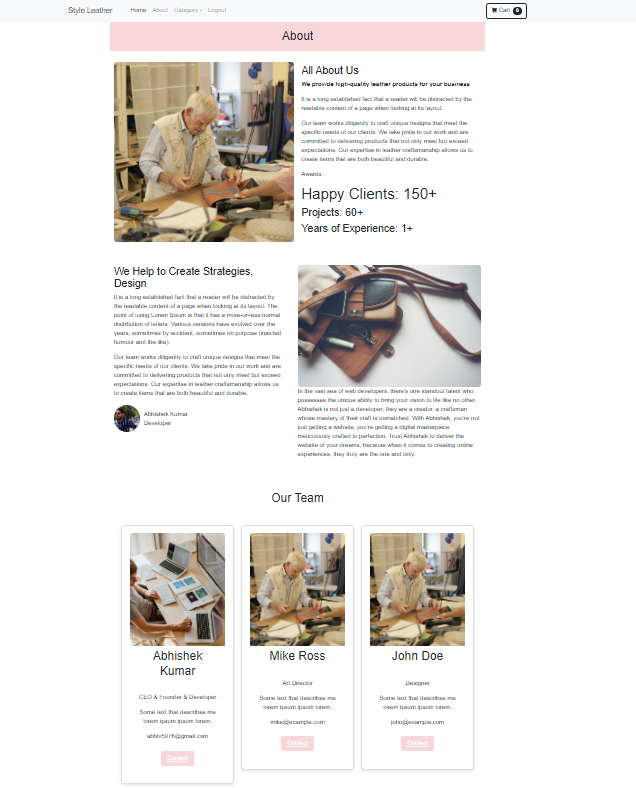 Style.Leather
Home About Category Logout
Cart 0
About
All About Us
We provide high-quality leather products for your business
It is a long established fact that a reader will be distracted by the
readable content of a page when looking at its layout.
Our team works diligently to craft unique designs that meet the
specific needs of our clients. We take pride in our work and are
committed to delivering products that not only meet but exceed
expectations. Our expertise in leather craftsmanship allows us to
create items that are both beautiful and durable.
Awards:
Happy Clients: 150+
Projects: 60+
Years of Experience: 1+
We Help to Create Strategies,
Design
It is a long established fact that a reader will be distracted by
the readable content of a page when looking at its layout. The
point of using Lorem Ipsum is that it has a more-or-less normal
distribution of letters. Various versions have evolved over the
years, sometimes by accident, sometimes on purpose (injected
humour and the like).
Our team works diligently to craft unique designs that meet the
specific needs of our clients. We take pride in our work and are
committed to delivering products that not only meet but exceed
expectations. Our expertise in leather craftsmanship allows us
to create items that are both beautiful and durable.
Abhishek Kumar
Developer
In the vast sea of web developers, there's one standout talent who
possesses the unique ability to bring your vision to life like no other.
Abhishek is not just a developer; they are a creator, a craftsman
whose mastery of their craft is unmatched. With Abhishek, you're not
just getting a website; you're getting a digital masterpiece
meticulously crafted to perfection. Trust Abhishek to deliver the
website of your dreams, because when it comes to creating online
experiences, they truly are the one and only.
Our Team
Abhishek
Kumar
CEO & Founder & Developer
Some text that describes me
lorem ipsum ipsum lorem.
abhiv5976@gmail.com
Contact
Mike Ross
Art Director
Some text that describes me
lorem ipsum ipsum lorem.
mike@example.com
Contact
John Doe
Designer
Some text that describes me
lorem ipsum ipsum lorem.
john@example.com
Contact